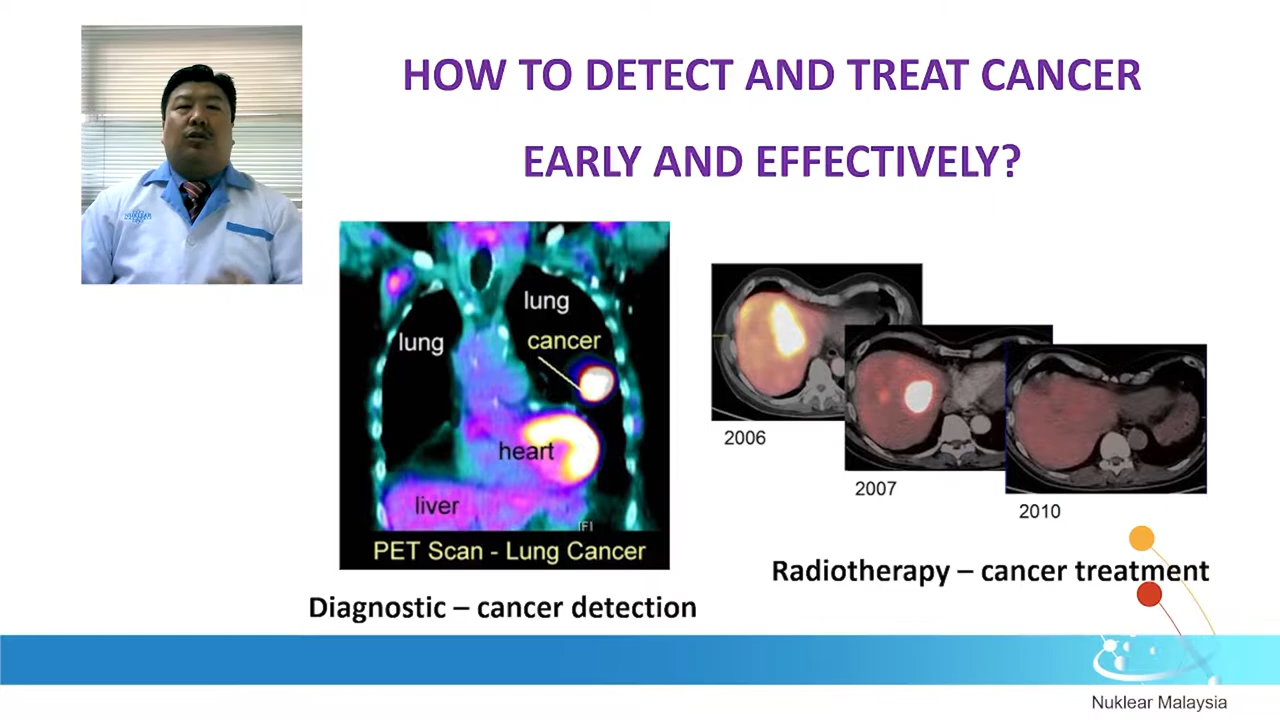 HOW TO DETECT AND TREAT CANCER
EARLY AND EFFECTIVELY?
lung
lung
cancer
heart
liver
[F]
PET Scan - Lung Cancer
Diagnostic – cancer detection
2006
2007
2010
Radiotherapy – cancer treatment
Nuklear Malaysia